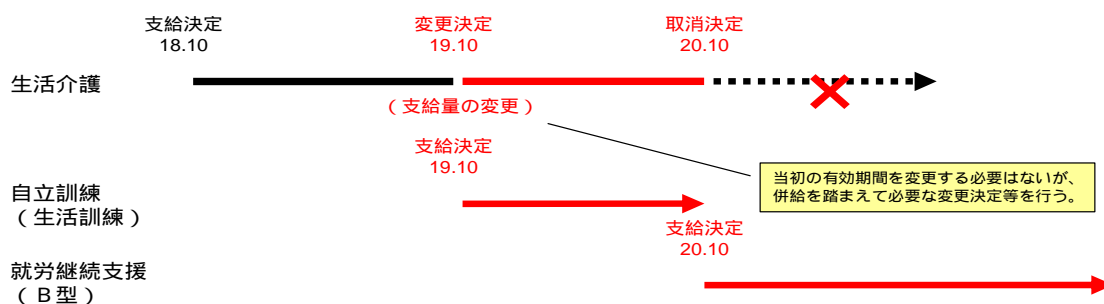 支給決定
18.10
変更決定
19.10
取消決定
20.10
生活介護
(支給量の変更)
支給決定
19.10
当初の有効期間を変更する必要はないが、
併給を踏まえて必要な変更決定等を行う。
自立訓練
(生活訓練)
支給決定
20.10
就労継続支援
(B型)